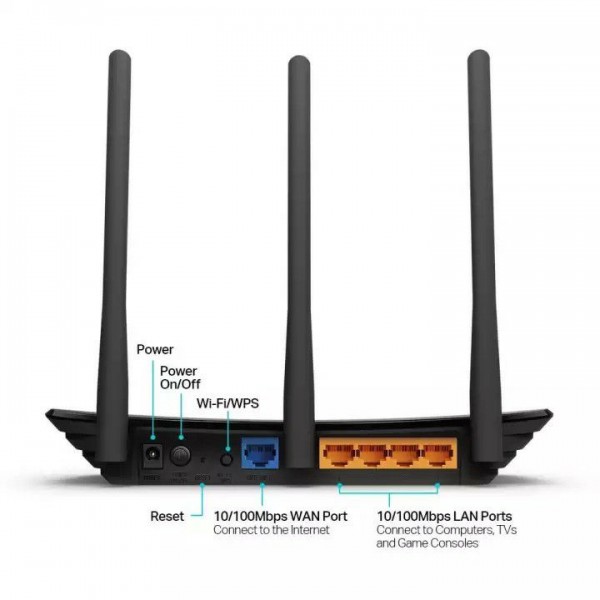 Power
Power
On/Off
Wi-Fi/WPS
Reset
10/100Mbps WAN Port
Connect to the Internet
10/100Mbps LAN Ports
Connect to Computers, TVs
and Game Consoles